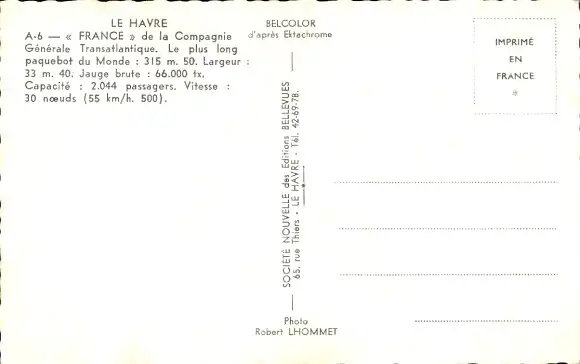 LE HAVRE
A-6 — « FRANCE » de la Compagnie
Générale Transatlantique. Le plus long
paquebot du Monde : 315 m. 50. Largeur :
33 m. 40. Jauge brute : 66.000 tx.
Capacité : 2.044 passagers. Vitesse :
30 nœuds (55 km/h. 500).
BELCOLOR
d'après Ektachrome
IMPRIMÉ
EN
FRANCE
*
SOCIÉTÉ NOUVELLE des Editions BELLEVUES
65, rue Thiers - LE HAVRE - Tél. 42-69-78.
Photo
Robert LHOMMET